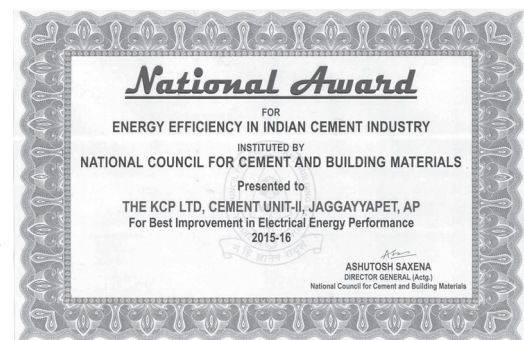 National Award
FOR
ENERGY EFFICIENCY IN INDIAN CEMENT INDUSTRY
INSTITUTED BY
NATIONAL COUNCIL FOR CEMENT AND BUILDING MATERIALS
Presented to
THE KCP LTD, CEMENT UNIT-II, JAGGAYYAPET, AP
For Best Improvement in Electrical Energy Performance
2015-16
ASHUTOSH SAXENA
DIRECTOR GENERAL (Actg.)
National Council for Cement and Building Materials